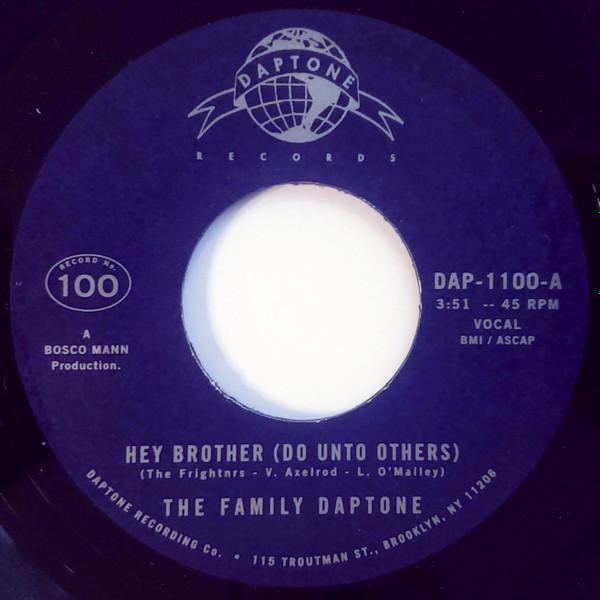 DAPTONE
RECORDS
RECORD No.
100
A
BOSCO MANN
Production.
DAP-1100-A
3:51 -- 45 RPM
VOCAL
BMI / ASCAP
HEY BROTHER (DO UNTO OTHERS)
(The Frightnrs - V. Axelrod - L. O'Malley)
THE FAMILY DAPTONE
DAPTONE RECORDING Co. • 115 TROUTMAN ST., BROOKLYN, NY 11206